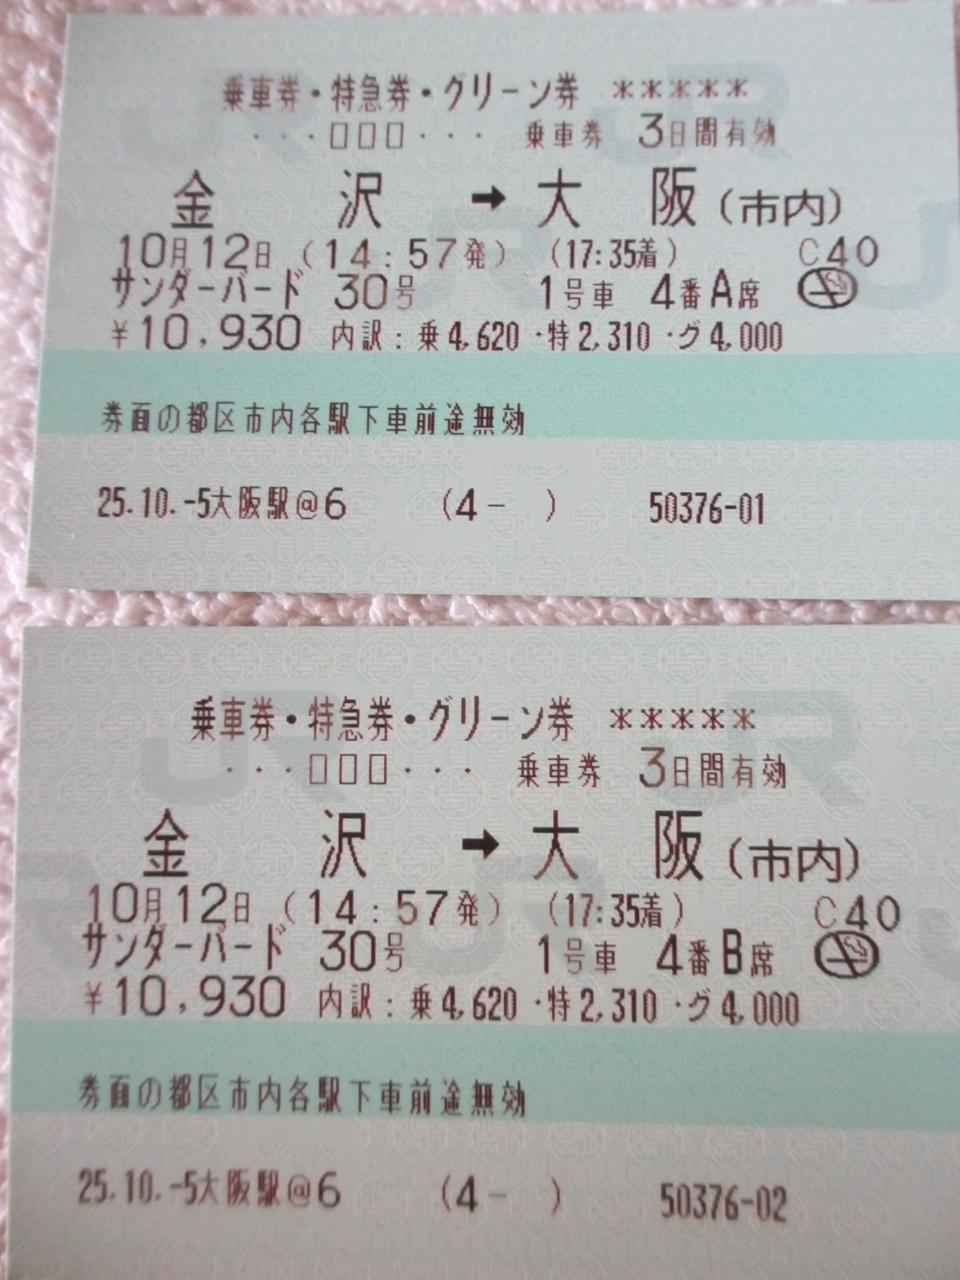 乗車券・特急券・グリーン券 *****
・・・□□□・・・ 乗車券 3日間有効
金沢 → 大阪(市内)
10月12日 (14:57発) (17:35着) C40
サンダーバード 30号 1号車 4番A席
¥10,930 内訳:乗4,620・特2,310・グ4,000
券面の都区市内各駅下車前途無効
25.10.-5大阪駅@6 (4- ) 50376-01
乗車券・特急券・グリーン券 *****
・・・□□□・・・ 乗車券 3日間有効
金沢 → 大阪(市内)
10月12日 (14:57発) (17:35着) C40
サンダーバード 30号 1号車 4番B席
¥10,930 内訳:乗4,620・特2,310・グ4,000
券面の都区市内各駅下車前途無効
25.10.-5大阪駅@6 (4- ) 50376-02